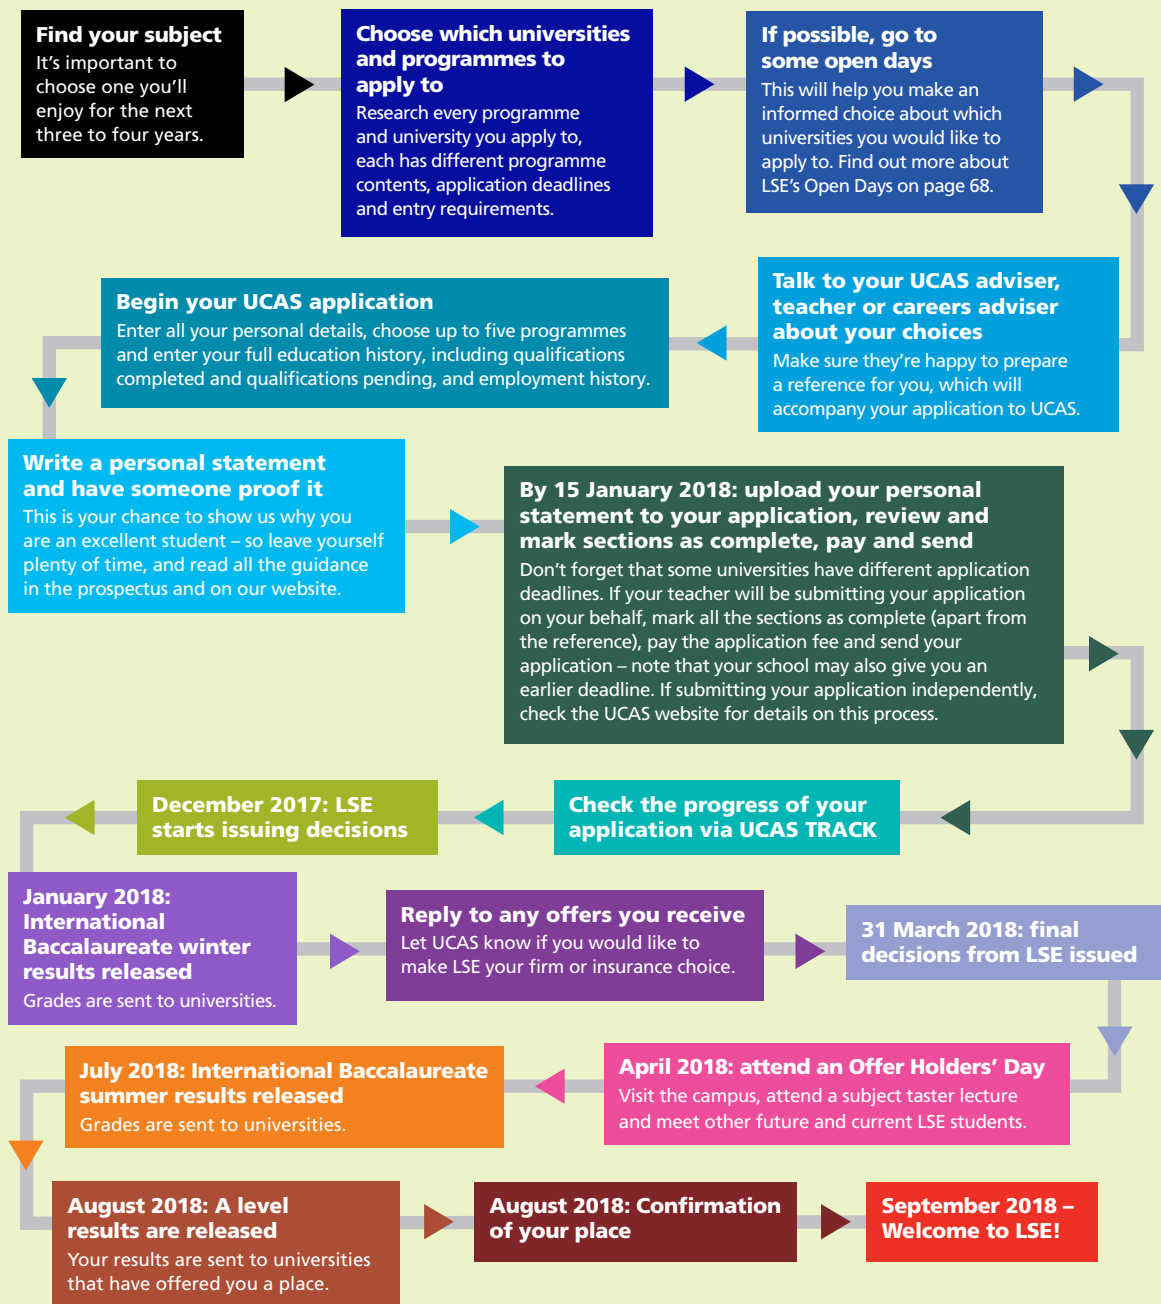 Find your subject
It’s important to
choose one you’ll
enjoy for the next
three to four years.
Choose which universities
and programmes to
apply to
Research every programme
and university you apply to,
each has different programme
contents, application deadlines
and entry requirements.
If possible, go to
some open days
This will help you make an
informed choice about which
universities you would like to
apply to. Find out more about
LSE’s Open Days on page 68.
Talk to your UCAS adviser,
teacher or careers adviser
about your choices
Make sure they’re happy to prepare
a reference for you, which will
accompany your application to UCAS.
Begin your UCAS application
Enter all your personal details, choose up to five programmes
and enter your full education history, including qualifications
completed and qualifications pending, and employment history.
Write a personal statement
and have someone proof it
This is your chance to show us why you
are an excellent student – so leave yourself
plenty of time, and read all the guidance
in the prospectus and on our website.
By 15 January 2018: upload your personal
statement to your application, review and
mark sections as complete, pay and send
Don’t forget that some universities have different application
deadlines. If your teacher will be submitting your application
on your behalf, mark all the sections as complete (apart from
the reference), pay the application fee and send your
application – note that your school may also give you an
earlier deadline. If submitting your application independently,
check the UCAS website for details on this process.
Check the progress of your
application via UCAS TRACK
December 2017: LSE
starts issuing decisions
January 2018:
International
Baccalaureate winter
results released
Grades are sent to universities.
Reply to any offers you receive
Let UCAS know if you would like to
make LSE your firm or insurance choice.
31 March 2018: final
decisions from LSE issued
April 2018: attend an Offer Holders’ Day
Visit the campus, attend a subject taster lecture
and meet other future and current LSE students.
July 2018: International Baccalaureate
summer results released
Grades are sent to universities.
August 2018: A level
results are released
Your results are sent to universities
that have offered you a place.
August 2018: Confirmation
of your place
September 2018 –
Welcome to LSE!